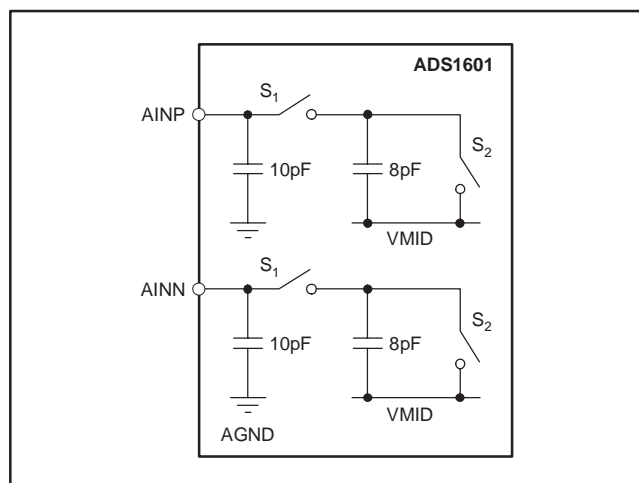 ADS1601
S1
AINP
S2
10pF
8pF
VMID
S1
AINN
S2
10pF
8pF
VMID
AGND